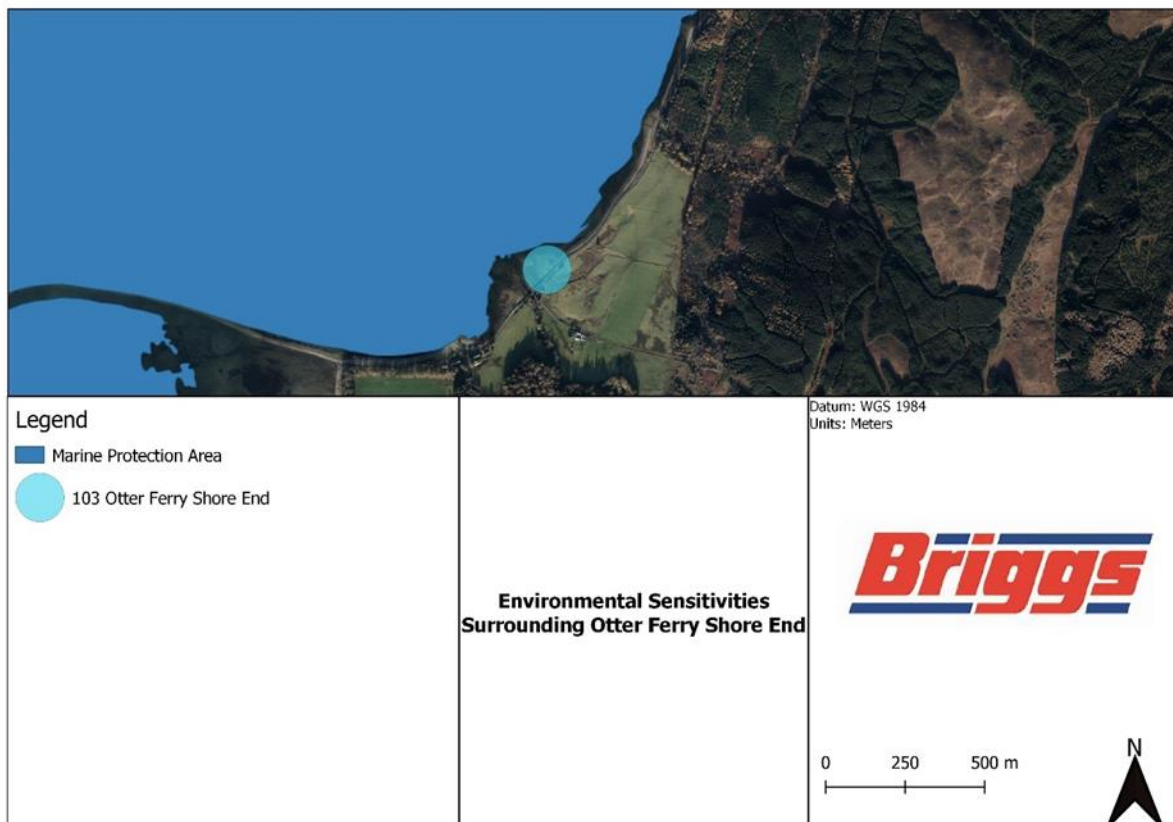 Legend
Marine Protection Area
103 Otter Ferry Shore End
Environmental Sensitivities
Surrounding Otter Ferry Shore End
Datum: WGS 1984
Units: Meters
Briggs
0 250 500 m
N